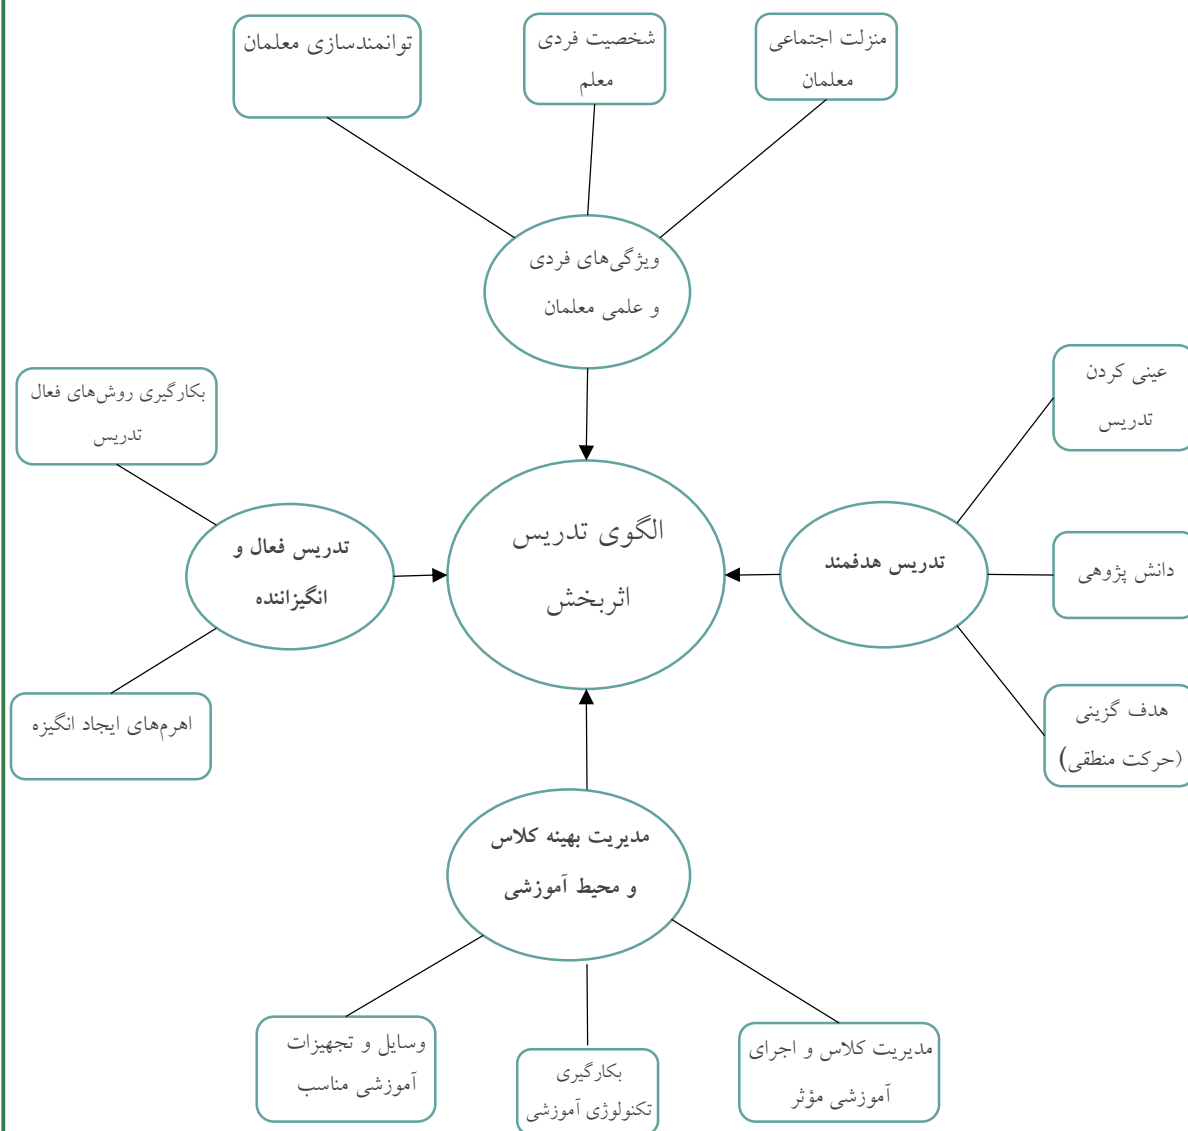 منزلت اجتماعی
معلمان
شخصیت فردی
معلم
توانمندسازی معلمان
ویژگی‌های فردی
و علمی معلمان
عینی کردن
تدریس
بکارگیری روش‌های فعال
تدریس
الگوی تدریس
اثربخش
تدریس هدفمند
تدریس فعال و
انگیزاننده
دانش پژوهی
هدف گزینی
(حرکت منطقی)
اهرم‌های ایجاد انگیزه
مدیریت بهینه کلاس
و محیط آموزشی
مدیریت کلاس و اجرای
آموزشی مؤثر
بکارگیری
تکنولوژی آموزشی
وسایل و تجهیزات
آموزشی مناسب